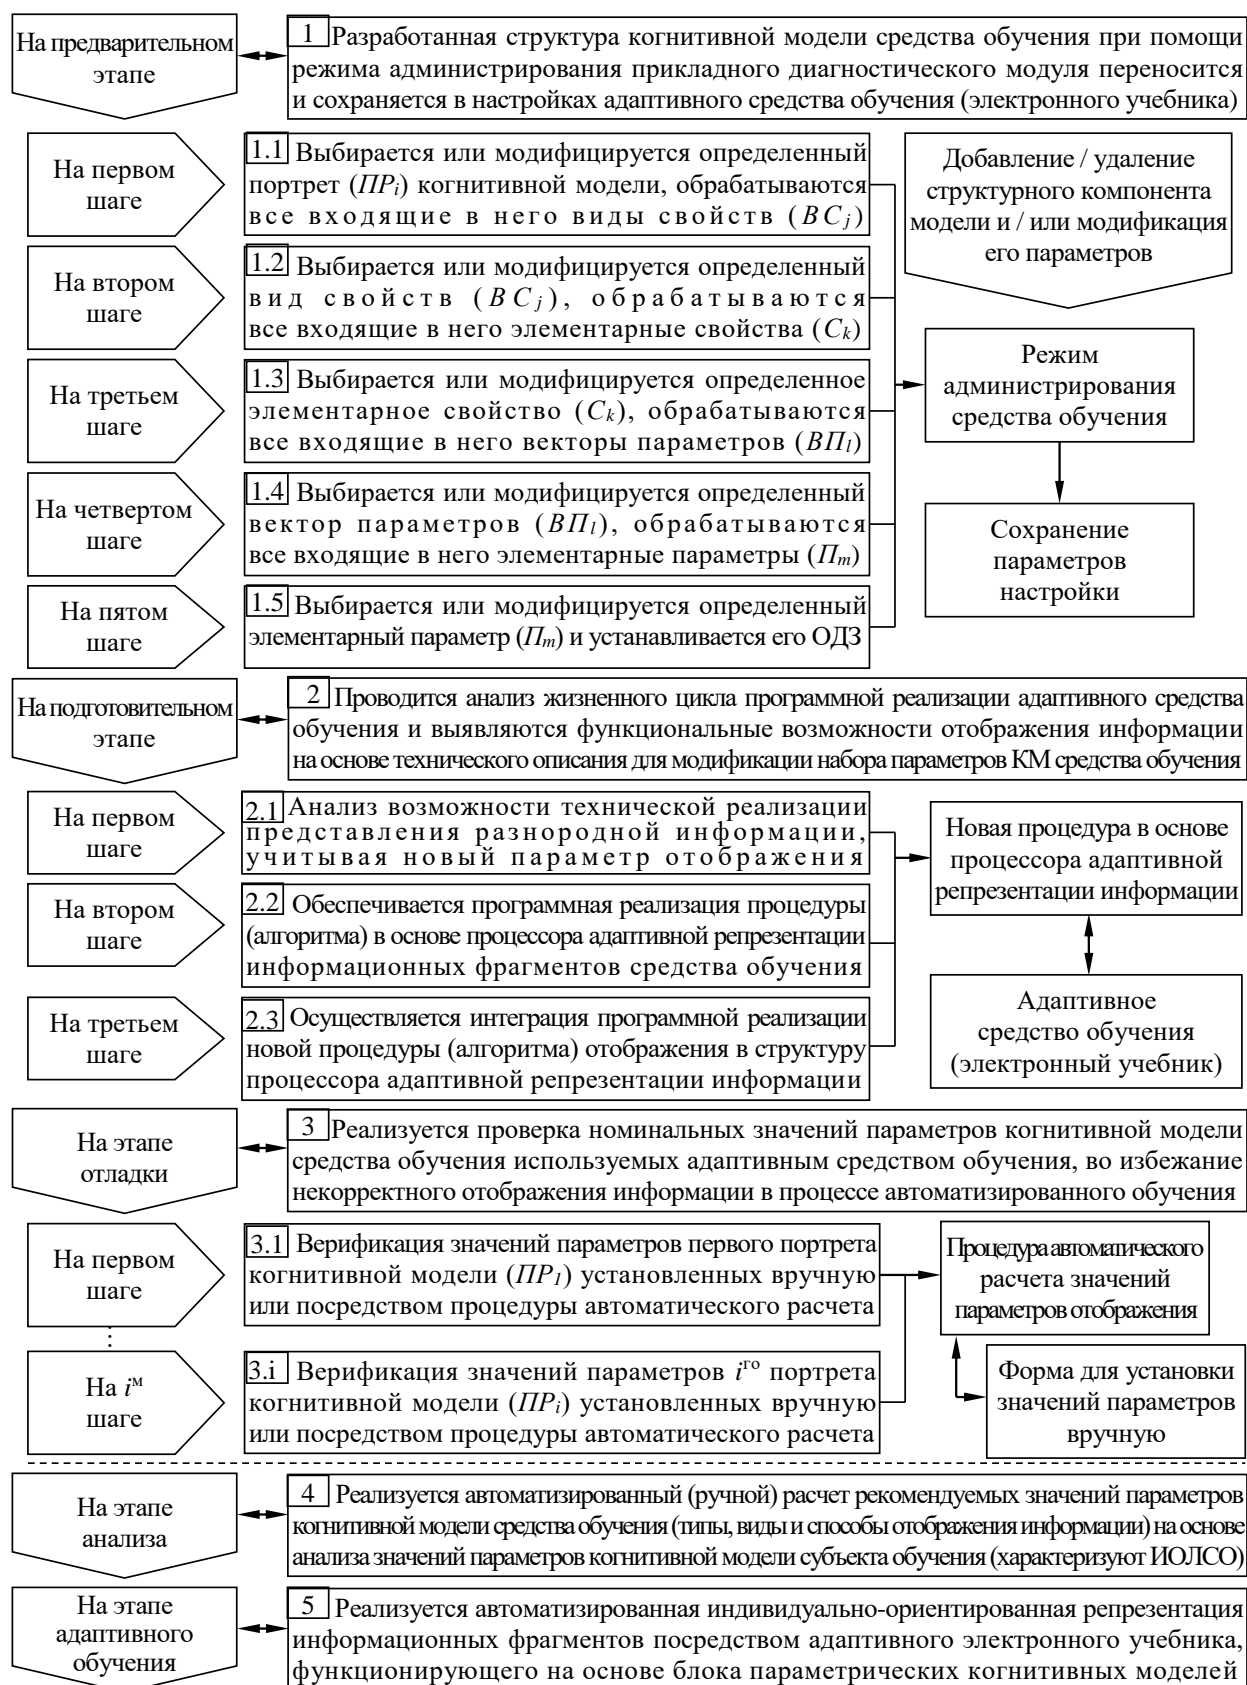 На предварительном
этапе
1 Разработанная структура когнитивной модели средства обучения при помощи
режима администрирования прикладного диагностического модуля переносится
и сохраняется в настройках адаптивного средства обучения (электронного учебника)
На первом
шаге
1.1 Выбирается или модифицируется определенный
портрет (ПР_i) когнитивной модели, обрабатываются
все входящие в него виды свойств (ВС_j)
Добавление / удаление
структурного компонента
модели и / или модификация
его параметров
На втором
шаге
1.2 Выбирается или модифицируется определенный
вид свойств (ВС_j), обрабатываются
все входящие в него элементарные свойства (С_k)
На третьем
шаге
1.3 Выбирается или модифицируется определенное
элементарное свойство (С_k), обрабатываются
все входящие в него векторы параметров (ВП_l)
Режим
администрирования
средства обучения
На четвертом
шаге
1.4 Выбирается или модифицируется определенный
вектор параметров (ВП_l), обрабатываются
все входящие в него элементарные параметры (П_m)
Сохранение
параметров
настройки
На пятом
шаге
1.5 Выбирается или модифицируется определенный
элементарный параметр (П_m) и устанавливается его ОДЗ
На подготовительном
этапе
2 Проводится анализ жизненного цикла программной реализации адаптивного средства
обучения и выявляются функциональные возможности отображения информации
на основе технического описания для модификации набора параметров КМ средства обучения
На первом
шаге
2.1 Анализ возможности технической реализации
представления разнородной информации,
учитывая новый параметр отображения
Новая процедура в основе
процессора адаптивной
репрезентации информации
На втором
шаге
2.2 Обеспечивается программная реализация процедуры
(алгоритма) в основе процессора адаптивной репрезентации
информационных фрагментов средства обучения
На третьем
шаге
2.3 Осуществляется интеграция программной реализации
новой процедуры (алгоритма) отображения в структуру
процессора адаптивной репрезентации информации
Адаптивное
средство обучения
(электронный учебник)
На этапе
отладки
3 Реализуется проверка номинальных значений параметров когнитивной модели
средства обучения используемых адаптивным средством обучения, во избежание
некорректного отображения информации в процессе автоматизированного обучения
На первом
шаге
3.1 Верификация значений параметров первого портрета
когнитивной модели (ПР_1) установленных вручную
или посредством процедуры автоматического расчета
Процедура автоматического
расчета значений
параметров отображения
⋮
На i^м
шаге
3.i Верификация значений параметров i^го портрета
когнитивной модели (ПР_i) установленных вручную
или посредством процедуры автоматического расчета
Форма для установки
значений параметров
вручную
На этапе
анализа
4 Реализуется автоматизированный (ручной) расчет рекомендуемых значений параметров
когнитивной модели средства обучения (типы, виды и способы отображения информации) на основе
анализа значений параметров когнитивной модели субъекта обучения (характеризуют ИОЛСО)
На этапе
адаптивного
обучения
5 Реализуется автоматизированная индивидуально-ориентированная репрезентация
информационных фрагментов посредством адаптивного электронного учебника,
функционирующего на основе блока параметрических когнитивных моделей